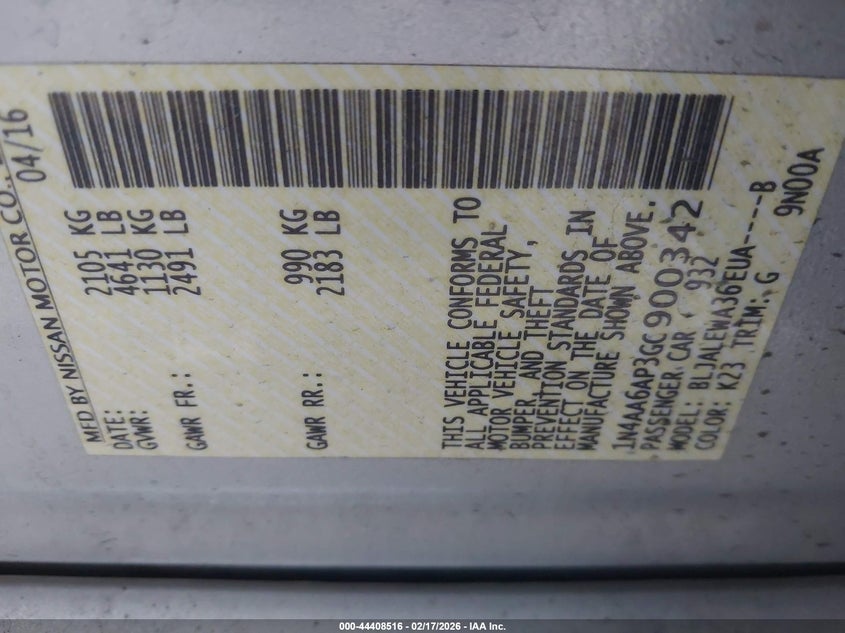 MFD BY NISSAN MOTOR CO.,
DATE: 04/16
GVWR: 2105 KG
4641 LB
GAWR FR.: 1130 KG
2491 LB
GAWR RR.: 990 KG
2183 LB
THIS VEHICLE CONFORMS TO
ALL APPLICABLE FEDERAL
MOTOR VEHICLE SAFETY,
BUMPER, AND THEFT
PREVENTION STANDARDS IN
EFFECT ON THE DATE OF
MANUFACTURE SHOWN ABOVE.
1N4AA6AP3GC900342
PASSENGER CAR 932
MODEL: BLJALEWA36EUA-----B
COLOR: K23 TRIM: G 9N00A
000-44408516 - 02/17/2026 - IAA Inc.